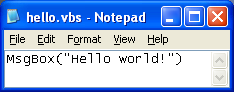 hello.vbs - Notepad
File Edit Format View Help
MsgBox("Hello world!")